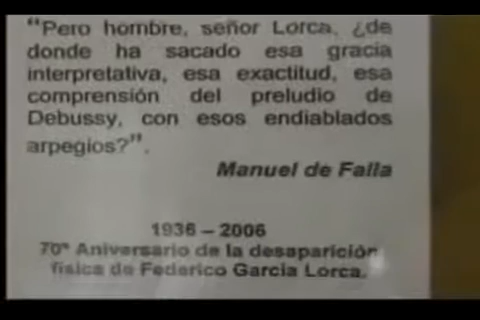 "Pero hombre, señor Lorca, ¿de
donde ha sacado esa gracia
interpretativa, esa exactitud, esa
comprensión del preludio de
Debussy, con esos endiablados
arpegios?".
Manuel de Falla
1936 – 2006
70º Aniversario de la desaparición
física de Federico García Lorca.